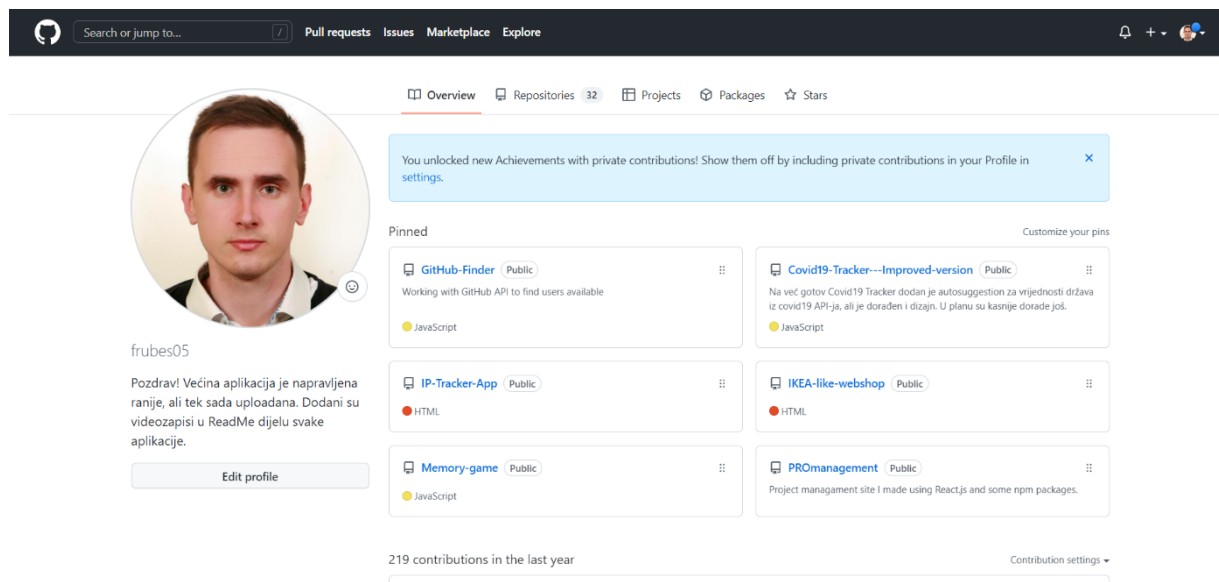 Search or jump to... /
Pull requests Issues Marketplace Explore
Overview Repositories 32 Projects Packages Stars
You unlocked new Achievements with private contributions! Show them off by including private contributions in your Profile in
settings.
Pinned
Customize your pins
GitHub-Finder Public
Working with GitHub API to find users available
JavaScript
Covid19-Tracker---Improved-version Public
Na već gotov Covid19 Tracker dodan je autosuggestion za vrijednosti država
iz covid19 API-ja, ali je dorađen i dizajn. U planu su kasnije dorade još.
JavaScript
frubes05
Pozdrav! Većina aplikacija je napravljena
ranije, ali tek sada uploadana. Dodani su
videozapisi u ReadMe dijelu svake
aplikacije.
Edit profile
IP-Tracker-App Public
HTML
IKEA-like-webshop Public
HTML
Memory-game Public
JavaScript
PROmanagement Public
Project managament site I made using React.js and some npm packages.
219 contributions in the last year
Contribution settings